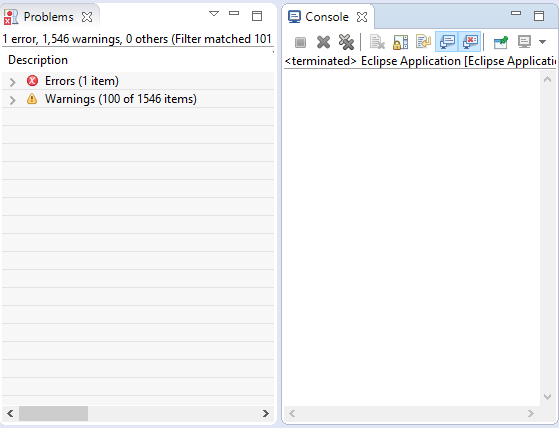 Problems
1 error, 1,546 warnings, 0 others (Filter matched 101
Description
Errors (1 item)
Warnings (100 of 1546 items)
Console
<terminated> Eclipse Application [Eclipse Applicatio